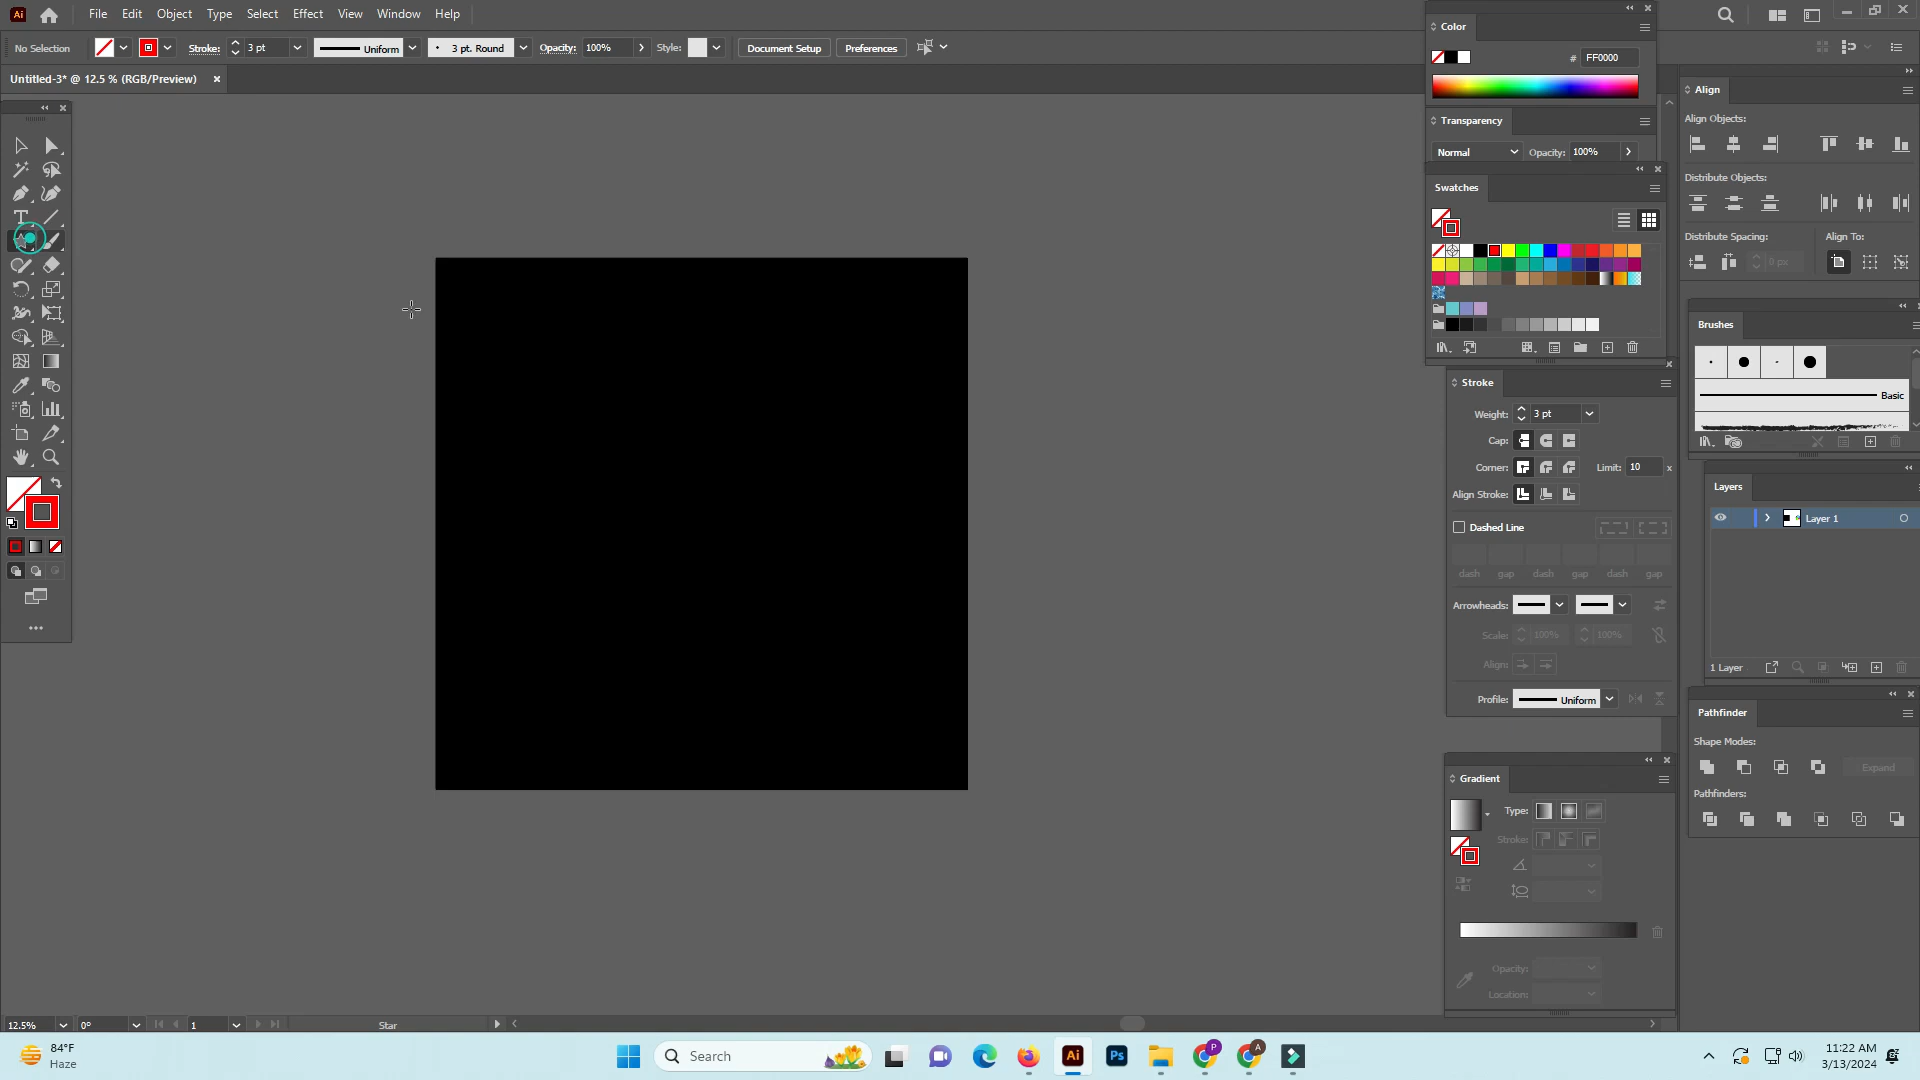 Ai File Edit Object Type Select Effect View Window Help
No Selection Stroke: 3 pt Uniform 3 pt. Round Opacity: 100% Style: Document Setup Preferences
Untitled-3* @ 12.5 % (RGB/Preview)
Color
# FF0000
Transparency
Normal Opacity: 100%
Swatches
Stroke
Weight: 3 pt
Cap:
Corner: Limit: 10 x
Align Stroke:
Dashed Line
dash gap dash gap dash gap
Arrowheads:
Scale: 100% 100%
Align:
Profile: Uniform
Gradient
Type:
Stroke:
Opacity:
Location:
Align
Align Objects:
Distribute Objects:
Distribute Spacing: Align To:
0 px
Brushes
Basic
Layers
Layer 1
1 Layer
Pathfinder
Shape Modes:
Expand
Pathfinders:
12.5% 0° 1 Star
84°F
Haze
Search
P A
Ai Ps
11:22 AM
3/13/2024